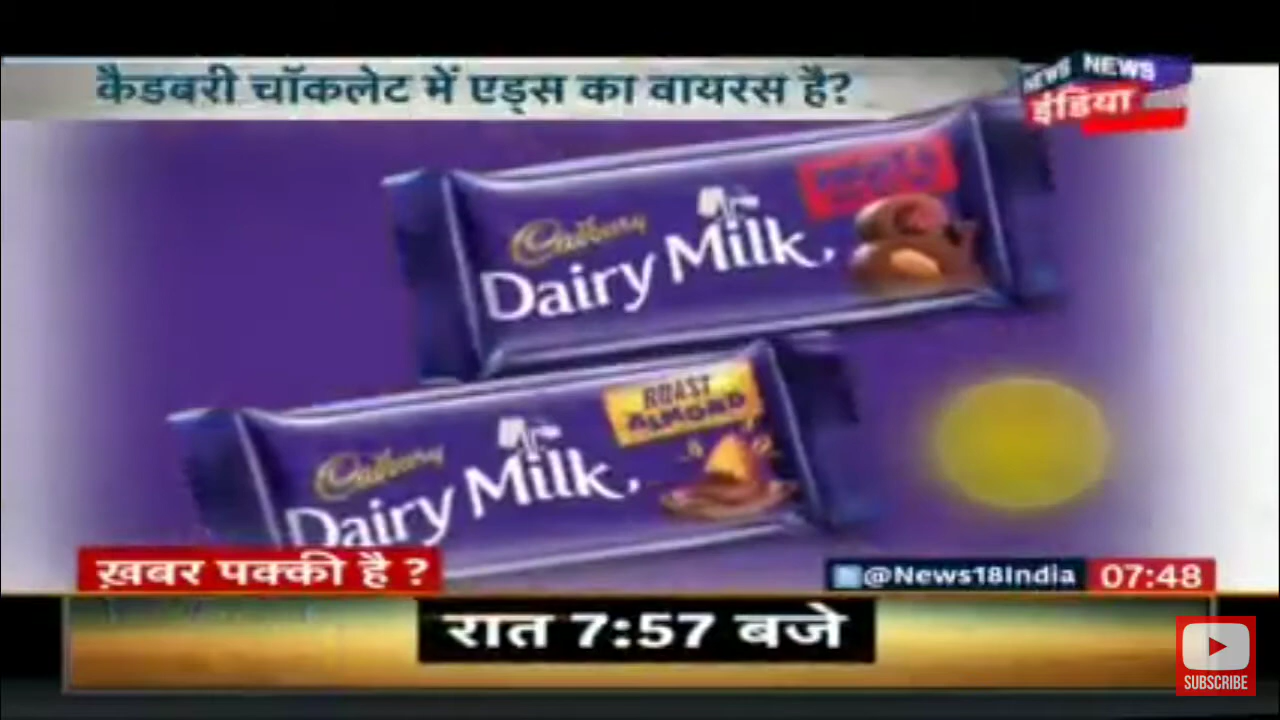 कैडबरी चॉकलेट में एड्स का वायरस है?
NEWS NEWS
इंडिया
Cadbury
Dairy Milk
ROAST
ALMOND
Cadbury
Dairy Milk
ख़बर पक्की है ?
@News18India
07:48
रात 7:57 बजे
SUBSCRIBE